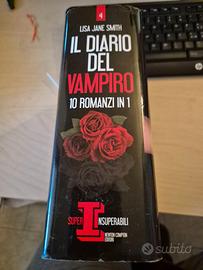 4
LISA JANE SMITH
IL DIARIO
DEL
VAMPIRO
10 ROMANZI IN 1
SUPER INSUPERABILI
NEWTON COMPTON
EDITORI
subito